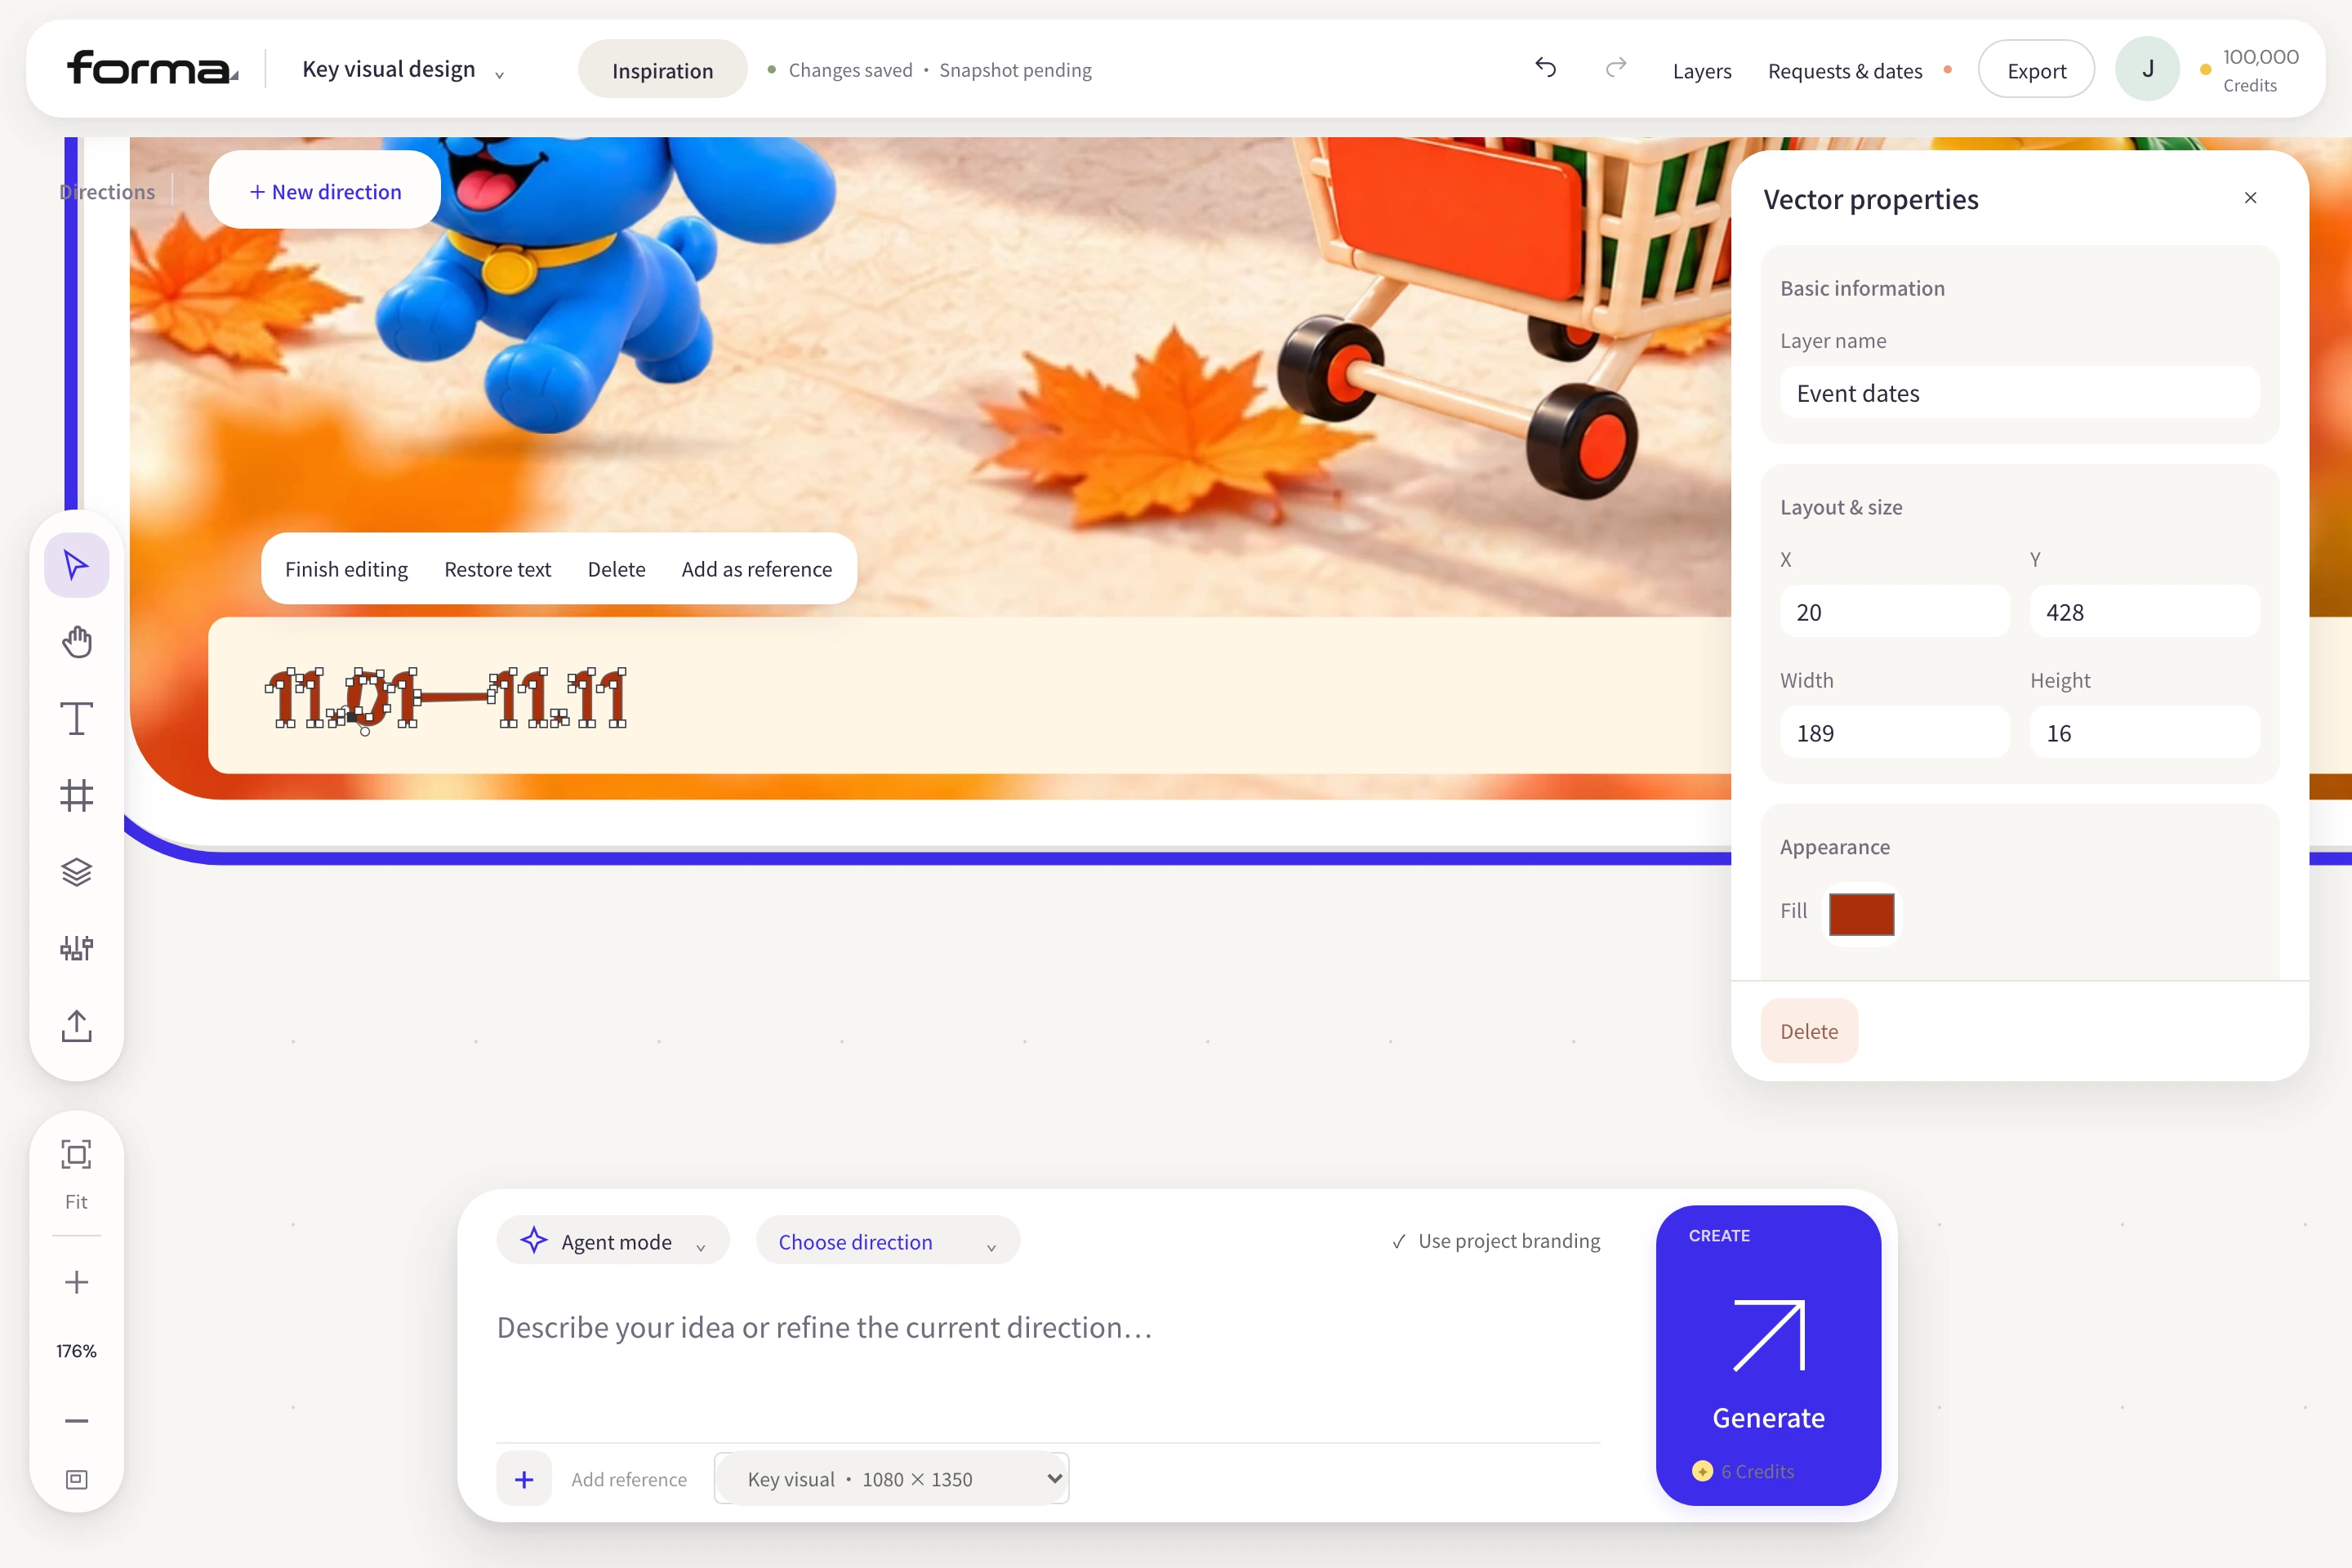 forma
Key visual design
Inspiration
Changes saved • Snapshot pending
Layers
Requests & dates
Export
J
100,000
Credits
Directions
+ New direction
Vector properties
Basic information
Layer name
Event dates
Layout & size
X
Y
20
428
Width
Height
189
16
Appearance
Fill
Delete
Finish editing
Restore text
Delete
Add as reference
11.01—11.11
Fit
176%
Agent mode
Choose direction
✓ Use project branding
Describe your idea or refine the current direction…
+
Add reference
Key visual • 1080 × 1350
CREATE
Generate
6 Credits